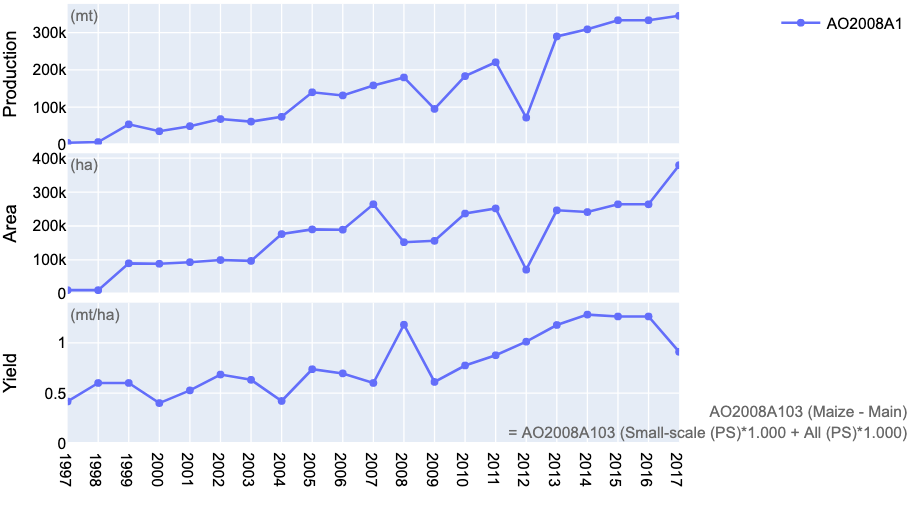 (mt)
AO2008A1
Production
300k
200k
100k
0
(ha)
Area
400k
300k
200k
100k
0
(mt/ha)
Yield
1
0.5
0
AO2008A103 (Maize - Main)
= AO2008A103 (Small-scale (PS)*1.000 + All (PS)*1.000)
1997
1998
1999
2000
2001
2002
2003
2004
2005
2006
2007
2008
2009
2010
2011
2012
2013
2014
2015
2016
2017